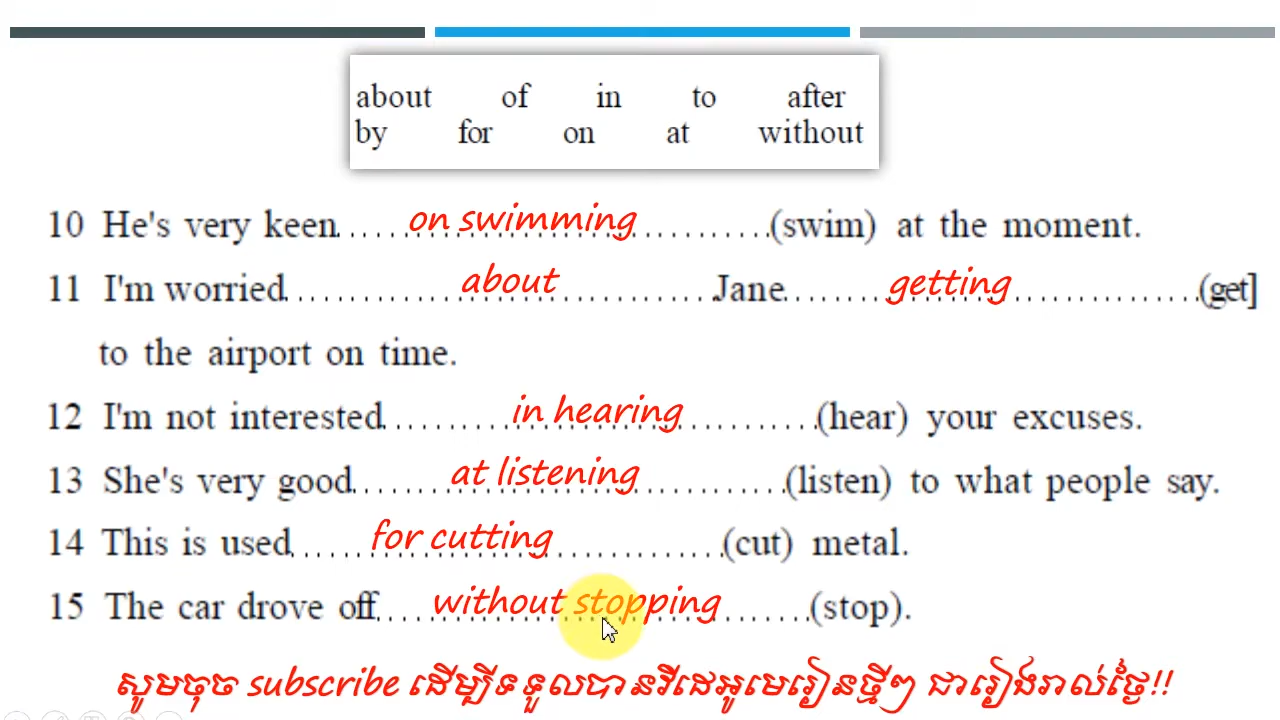 about of in to after
by for on at without
10 He's very keen on swimming (swim) at the moment.
11 I'm worried about Jane getting (get]
to the airport on time.
12 I'm not interested in hearing (hear) your excuses.
13 She's very good at listening (listen) to what people say.
14 This is used for cutting (cut) metal.
15 The car drove off without stopping (stop).
សូមចុច subscribe ដើម្បីទទួលបានវីដេអូមេរៀនថ្មីៗ ជារៀងរាល់ថ្ងៃ!!